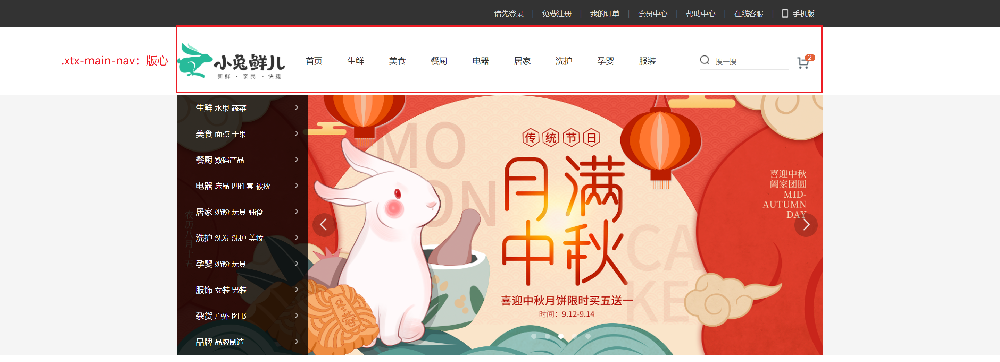 请先登录 | 免费注册 | 我的订单 | 会员中心 | 帮助中心 | 在线客服 | 手机版
.xtx-main-nav：版心
小兔鲜儿
新鲜 · 亲民 · 快捷
首页 生鲜 美食 餐厨 电器 居家 洗护 孕婴 服装
搜一搜
2
生鲜 水果 蔬菜
美食 面点 干果
餐厨 数码产品
电器 床品 四件套 被枕
居家 奶粉 玩具 辅食
洗护 洗发 洗护 美妆
孕婴 奶粉 玩具
服饰 女装 男装
杂货 户外 图书
品牌 品牌制造
农历八月十五
MO
ON
传统节日
月满
中秋
CA
KE
喜迎中秋月饼限时买五送一
时间：9.12-9.14
喜迎中秋
阖家团圆
MID-
AUTUMN
DAY